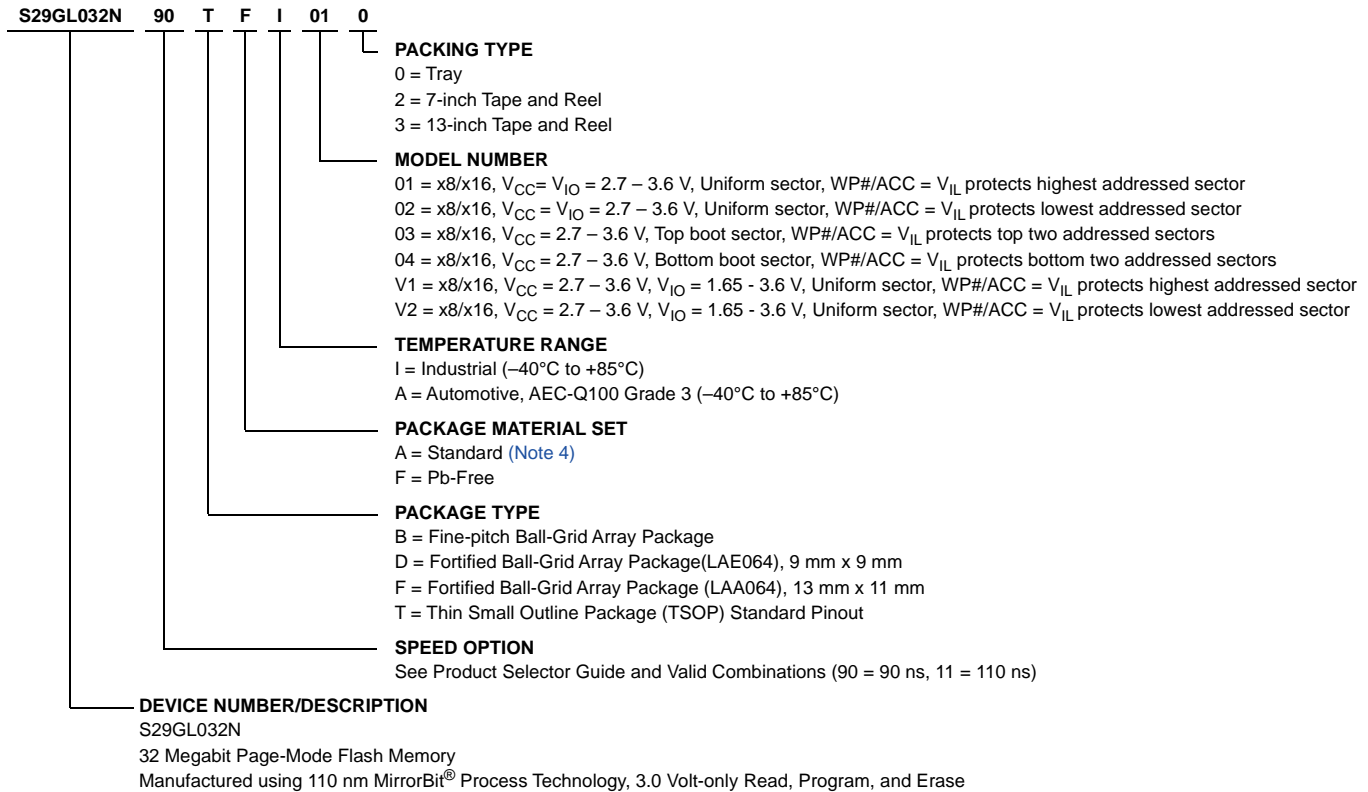 S29GL032N 90 T F I 01 0
PACKING TYPE
0 = Tray
2 = 7-inch Tape and Reel
3 = 13-inch Tape and Reel
MODEL NUMBER
01 = x8/x16, VCC= VIO = 2.7 – 3.6 V, Uniform sector, WP#/ACC = VIL protects highest addressed sector
02 = x8/x16, VCC = VIO = 2.7 – 3.6 V, Uniform sector, WP#/ACC = VIL protects lowest addressed sector
03 = x8/x16, VCC = 2.7 – 3.6 V, Top boot sector, WP#/ACC = VIL protects top two addressed sectors
04 = x8/x16, VCC = 2.7 – 3.6 V, Bottom boot sector, WP#/ACC = VIL protects bottom two addressed sectors
V1 = x8/x16, VCC = 2.7 – 3.6 V, VIO = 1.65 - 3.6 V, Uniform sector, WP#/ACC = VIL protects highest addressed sector
V2 = x8/x16, VCC = 2.7 – 3.6 V, VIO = 1.65 - 3.6 V, Uniform sector, WP#/ACC = VIL protects lowest addressed sector
TEMPERATURE RANGE
I = Industrial (–40°C to +85°C)
A = Automotive, AEC-Q100 Grade 3 (–40°C to +85°C)
PACKAGE MATERIAL SET
A = Standard (Note 4)
F = Pb-Free
PACKAGE TYPE
B = Fine-pitch Ball-Grid Array Package
D = Fortified Ball-Grid Array Package(LAE064), 9 mm x 9 mm
F = Fortified Ball-Grid Array Package (LAA064), 13 mm x 11 mm
T = Thin Small Outline Package (TSOP) Standard Pinout
SPEED OPTION
See Product Selector Guide and Valid Combinations (90 = 90 ns, 11 = 110 ns)
DEVICE NUMBER/DESCRIPTION
S29GL032N
32 Megabit Page-Mode Flash Memory
Manufactured using 110 nm MirrorBit® Process Technology, 3.0 Volt-only Read, Program, and Erase